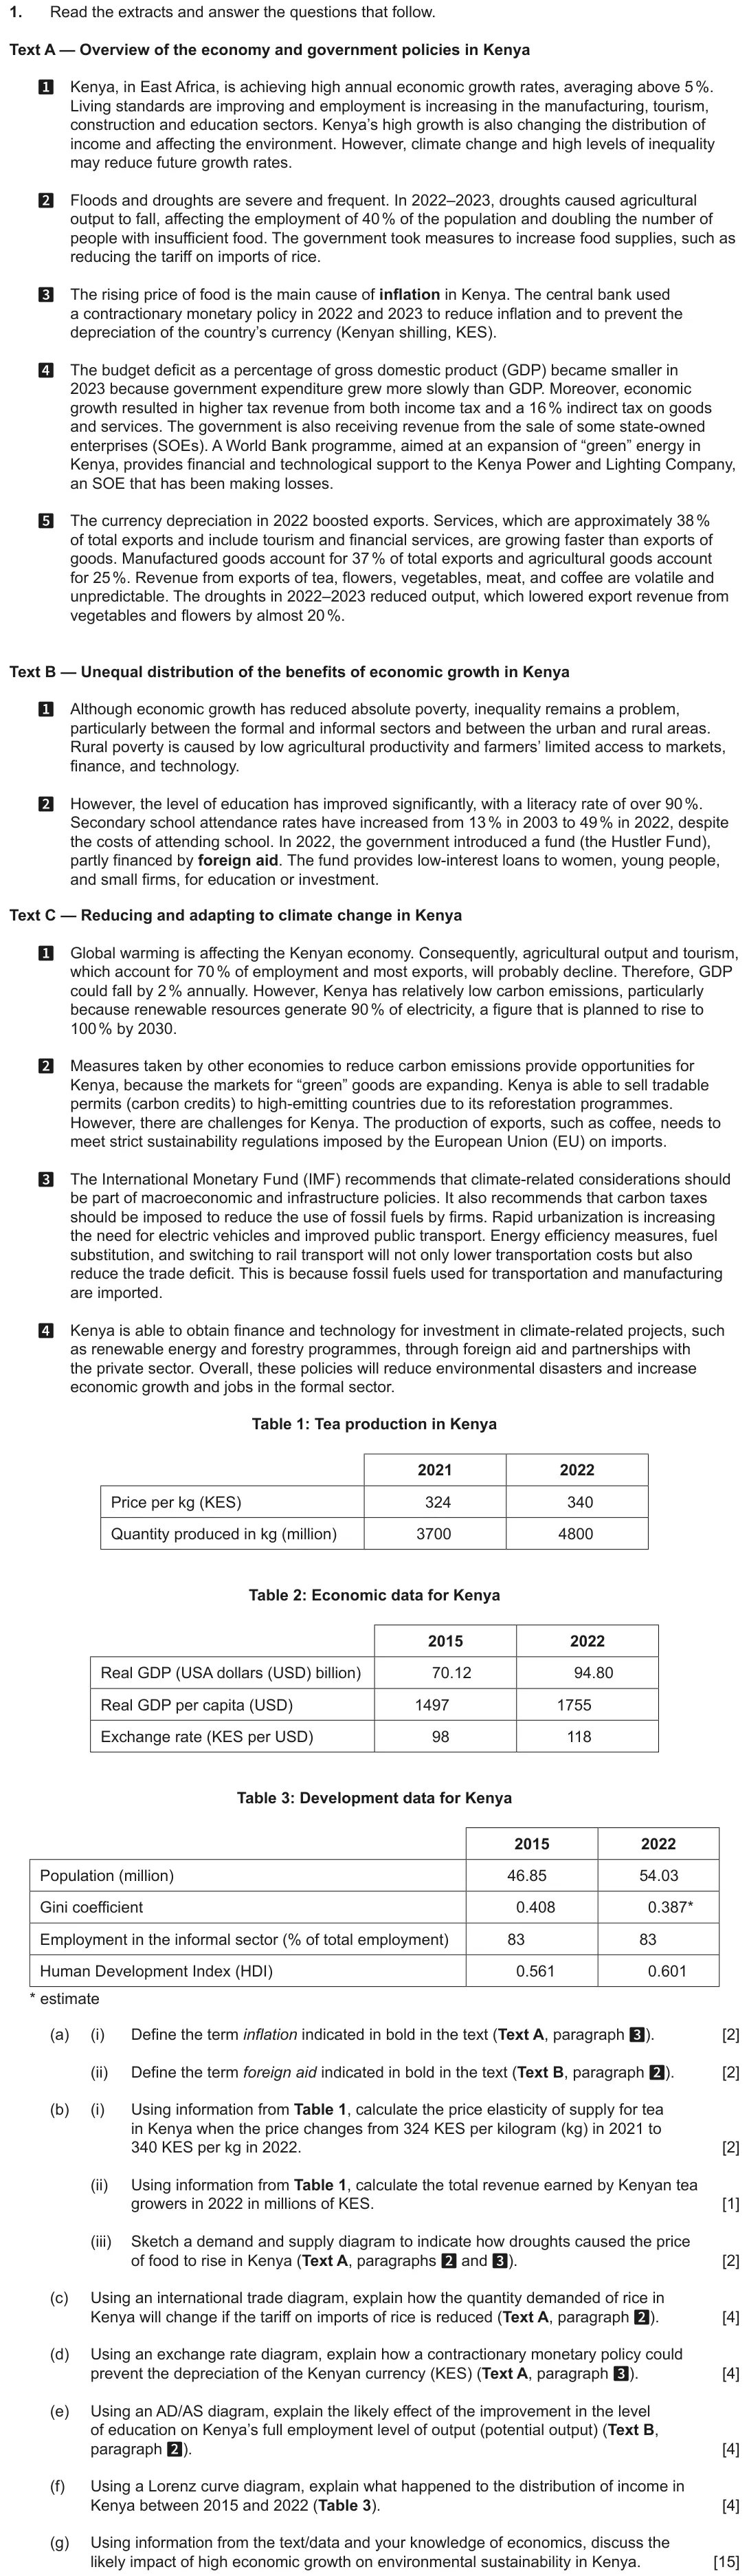 1. Read the extracts and answer the questions that follow.
Text A — Overview of the economy and government policies in Kenya
1 Kenya, in East Africa, is achieving high annual economic growth rates, averaging above 5 %.
Living standards are improving and employment is increasing in the manufacturing, tourism,
construction and education sectors. Kenya's high growth is also changing the distribution of
income and affecting the environment. However, climate change and high levels of inequality
may reduce future growth rates.
2 Floods and droughts are severe and frequent. In 2022–2023, droughts caused agricultural
output to fall, affecting the employment of 40 % of the population and doubling the number of
people with insufficient food. The government took measures to increase food supplies, such as
reducing the tariff on imports of rice.
3 The rising price of food is the main cause of inflation in Kenya. The central bank used
a contractionary monetary policy in 2022 and 2023 to reduce inflation and to prevent the
depreciation of the country's currency (Kenyan shilling, KES).
4 The budget deficit as a percentage of gross domestic product (GDP) became smaller in
2023 because government expenditure grew more slowly than GDP. Moreover, economic
growth resulted in higher tax revenue from both income tax and a 16 % indirect tax on goods
and services. The government is also receiving revenue from the sale of some state-owned
enterprises (SOEs). A World Bank programme, aimed at an expansion of "green" energy in
Kenya, provides financial and technological support to the Kenya Power and Lighting Company,
an SOE that has been making losses.
5 The currency depreciation in 2022 boosted exports. Services, which are approximately 38 %
of total exports and include tourism and financial services, are growing faster than exports of
goods. Manufactured goods account for 37 % of total exports and agricultural goods account
for 25 %. Revenue from exports of tea, flowers, vegetables, meat, and coffee are volatile and
unpredictable. The droughts in 2022–2023 reduced output, which lowered export revenue from
vegetables and flowers by almost 20 %.
Text B — Unequal distribution of the benefits of economic growth in Kenya
1 Although economic growth has reduced absolute poverty, inequality remains a problem,
particularly between the formal and informal sectors and between the urban and rural areas.
Rural poverty is caused by low agricultural productivity and farmers' limited access to markets,
finance, and technology.
2 However, the level of education has improved significantly, with a literacy rate of over 90 %.
Secondary school attendance rates have increased from 13 % in 2003 to 49 % in 2022, despite
the costs of attending school. In 2022, the government introduced a fund (the Hustler Fund),
partly financed by foreign aid. The fund provides low-interest loans to women, young people,
and small firms, for education or investment.
Text C — Reducing and adapting to climate change in Kenya
1 Global warming is affecting the Kenyan economy. Consequently, agricultural output and tourism,
which account for 70 % of employment and most exports, will probably decline. Therefore, GDP
could fall by 2 % annually. However, Kenya has relatively low carbon emissions, particularly
because renewable resources generate 90 % of electricity, a figure that is planned to rise to
100 % by 2030.
2 Measures taken by other economies to reduce carbon emissions provide opportunities for
Kenya, because the markets for "green" goods are expanding. Kenya is able to sell tradable
permits (carbon credits) to high-emitting countries due to its reforestation programmes.
However, there are challenges for Kenya. The production of exports, such as coffee, needs to
meet strict sustainability regulations imposed by the European Union (EU) on imports.
3 The International Monetary Fund (IMF) recommends that climate-related considerations should
be part of macroeconomic and infrastructure policies. It also recommends that carbon taxes
should be imposed to reduce the use of fossil fuels by firms. Rapid urbanization is increasing
the need for electric vehicles and improved public transport. Energy efficiency measures, fuel
substitution, and switching to rail transport will not only lower transportation costs but also
reduce the trade deficit. This is because fossil fuels used for transportation and manufacturing
are imported.
4 Kenya is able to obtain finance and technology for investment in climate-related projects, such
as renewable energy and forestry programmes, through foreign aid and partnerships with
the private sector. Overall, these policies will reduce environmental disasters and increase
economic growth and jobs in the formal sector.
Table 1: Tea production in Kenya
2021 2022
Price per kg (KES) 324 340
Quantity produced in kg (million) 3700 4800
Table 2: Economic data for Kenya
2015 2022
Real GDP (USA dollars (USD) billion) 70.12 94.80
Real GDP per capita (USD) 1497 1755
Exchange rate (KES per USD) 98 118
Table 3: Development data for Kenya
2015 2022
Population (million) 46.85 54.03
Gini coefficient 0.408 0.387*
Employment in the informal sector (% of total employment) 83 83
Human Development Index (HDI) 0.561 0.601
* estimate
(a) (i) Define the term inflation indicated in bold in the text (Text A, paragraph 3). [2]
(ii) Define the term foreign aid indicated in bold in the text (Text B, paragraph 2). [2]
(b) (i) Using information from Table 1, calculate the price elasticity of supply for tea
in Kenya when the price changes from 324 KES per kilogram (kg) in 2021 to
340 KES per kg in 2022. [2]
(ii) Using information from Table 1, calculate the total revenue earned by Kenyan tea
growers in 2022 in millions of KES. [1]
(iii) Sketch a demand and supply diagram to indicate how droughts caused the price
of food to rise in Kenya (Text A, paragraphs 2 and 3). [2]
(c) Using an international trade diagram, explain how the quantity demanded of rice in
Kenya will change if the tariff on imports of rice is reduced (Text A, paragraph 2). [4]
(d) Using an exchange rate diagram, explain how a contractionary monetary policy could
prevent the depreciation of the Kenyan currency (KES) (Text A, paragraph 3). [4]
(e) Using an AD/AS diagram, explain the likely effect of the improvement in the level
of education on Kenya's full employment level of output (potential output) (Text B,
paragraph 2). [4]
(f) Using a Lorenz curve diagram, explain what happened to the distribution of income in
Kenya between 2015 and 2022 (Table 3). [4]
(g) Using information from the text/data and your knowledge of economics, discuss the
likely impact of high economic growth on environmental sustainability in Kenya. [15]